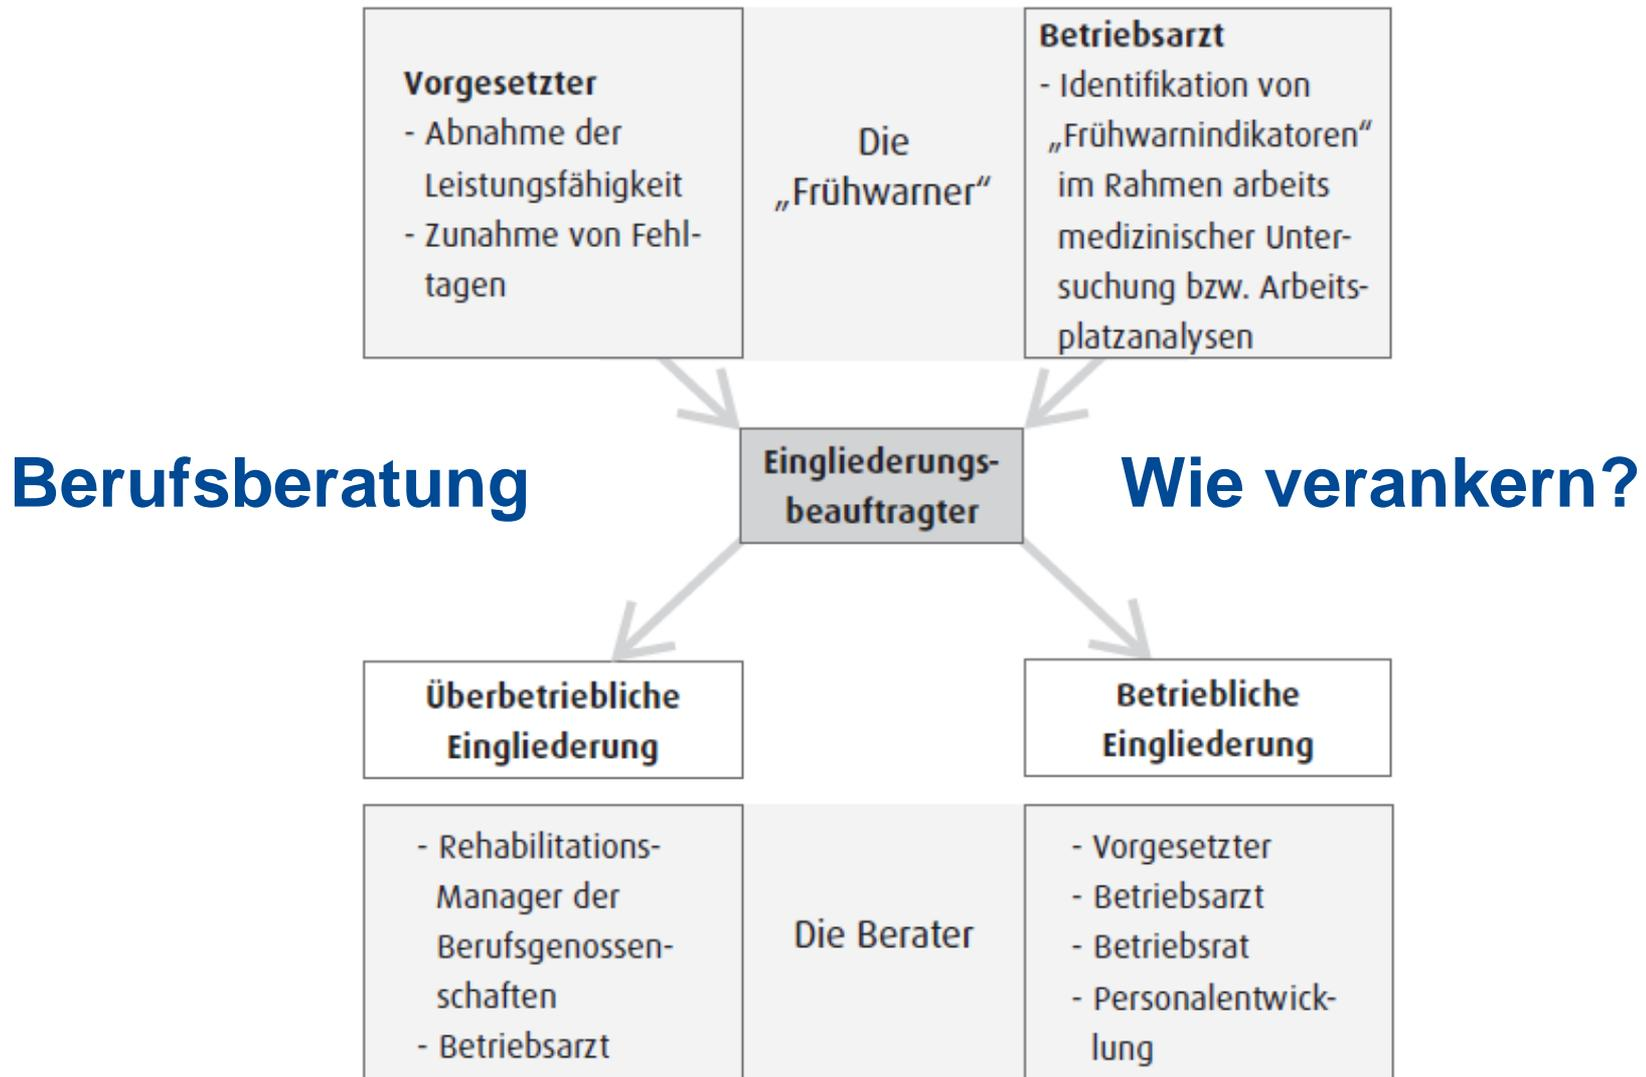 Vorgesetzter
- Abnahme der
Leistungsfähigkeit
- Zunahme von Fehl-
tagen
Die
„Frühwarner“
Betriebsarzt
- Identifikation von
„Frühwarnindikatoren“
im Rahmen arbeits
medizinischer Unter-
suchung bzw. Arbeits-
platzanalysen
Berufsberatung
Eingliederungs-
beauftragter
Wie verankern?
Überbetriebliche
Eingliederung
Betriebliche
Eingliederung
- Rehabilitations-
Manager der
Berufsgenossen-
schaften
- Betriebsarzt
Die Berater
- Vorgesetzter
- Betriebsarzt
- Betriebsrat
- Personalentwick-
lung